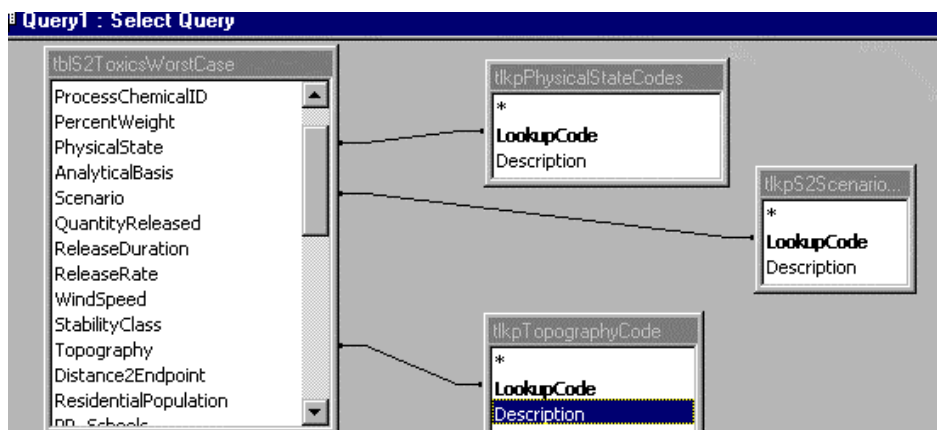 Query1 : Select Query
tblS2ToxicsWorstCase
ProcessChemicalID
PercentWeight
PhysicalState
AnalyticalBasis
Scenario
QuantityReleased
ReleaseDuration
ReleaseRate
WindSpeed
StabilityClass
Topography
Distance2Endpoint
ResidentialPopulation
tlkpPhysicalStateCodes
*
LookupCode
Description
tlkpS2Scenario...
*
LookupCode
Description
tlkpTopographyCode
*
LookupCode
Description